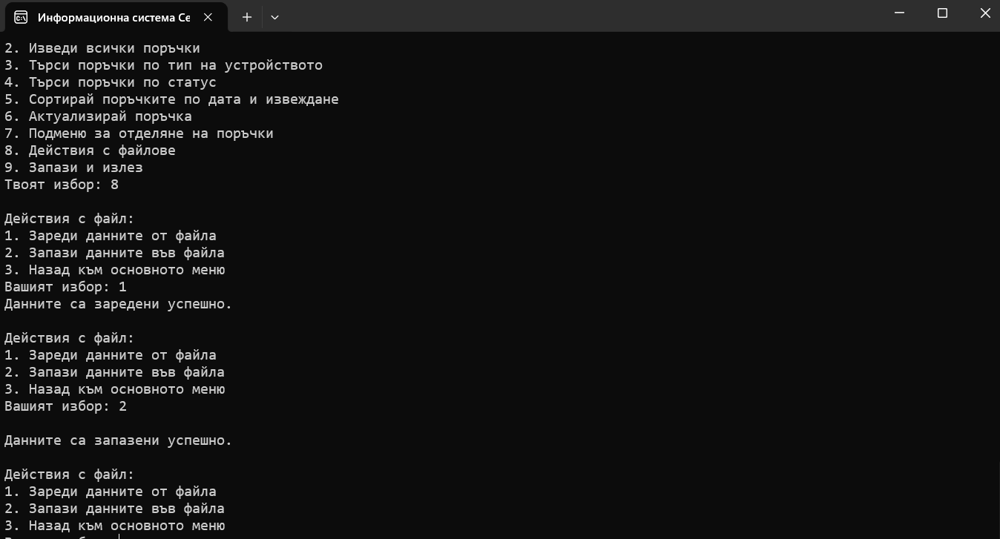 Информационна система Се
2. Изведи всички поръчки
3. Търси поръчки по тип на устройството
4. Търси поръчки по статус
5. Сортирай поръчките по дата и извеждане
6. Актуализирай поръчка
7. Подменю за отделяне на поръчки
8. Действия с файлове
9. Запази и излез
Твоят избор: 8
Действия с файл:
1. Зареди данните от файла
2. Запази данните във файла
3. Назад към основното меню
Вашият избор: 1
Данните са заредени успешно.
Действия с файл:
1. Зареди данните от файла
2. Запази данните във файла
3. Назад към основното меню
Вашият избор: 2
Данните са запазени успешно.
Действия с файл:
1. Зареди данните от файла
2. Запази данните във файла
3. Назад към основното меню